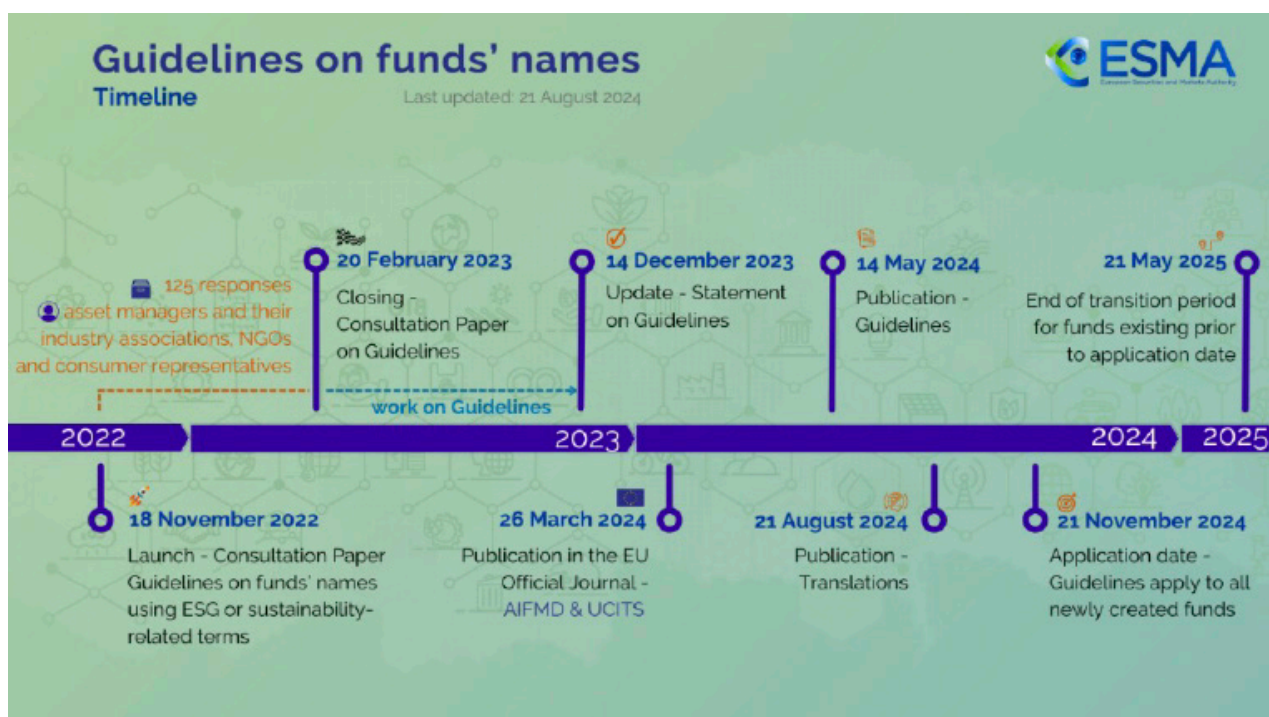 Guidelines on funds' names
Timeline
Last updated: 21 August 2024
ESMA
European Securities and Markets Authority
125 responses
asset managers and their
industry associations, NGOs
and consumer representatives
20 February 2023
Closing -
Consultation Paper
on Guidelines
work on Guidelines
14 December 2023
Update - Statement
on Guidelines
14 May 2024
Publication -
Guidelines
21 May 2025
End of transition period
for funds existing prior
to application date
2022
2023
2024
2025
18 November 2022
Launch - Consultation Paper
Guidelines on funds' names
using ESG or sustainability-
related terms
26 March 2024
Publication in the EU
Official Journal -
AIFMD & UCITS
21 August 2024
Publication -
Translations
21 November 2024
Application date -
Guidelines apply to all
newly created funds